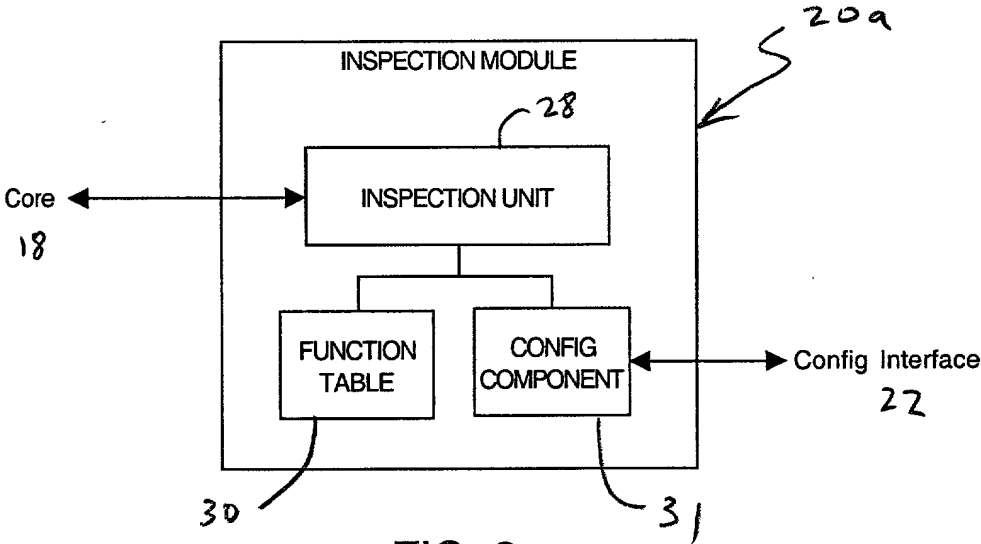 20a
INSPECTION MODULE
28
INSPECTION UNIT
Core
18
FUNCTION
TABLE
CONFIG
COMPONENT
Config Interface
22
30
31